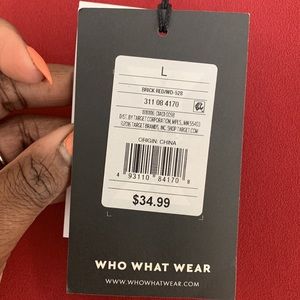 L
BRICK RED/WD-528
311 08 4170
DIST. BY TARGET CORPORATION, MPLS, MN 55403
TARGET BRANDS, INC. SHOP TARGET.COM
ORIGIN: CHINA
4 93110 84170 8
$34.99
WHO WHAT WEAR
WWW.WHOWHATWEAR.COM